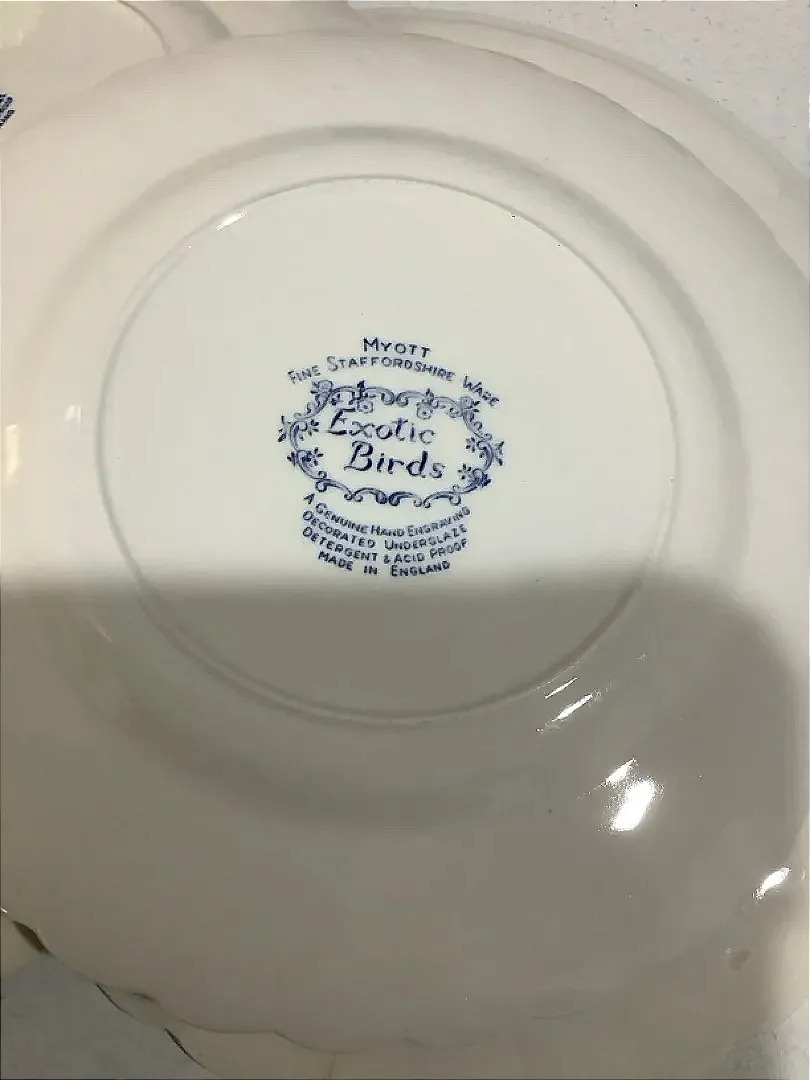 MYOTT
FINE STAFFORDSHIRE WARE
Exotic
Birds
A GENUINE HAND ENGRAVING
DECORATED UNDERGLAZE
DETERGENT & ACID PROOF
MADE IN ENGLAND